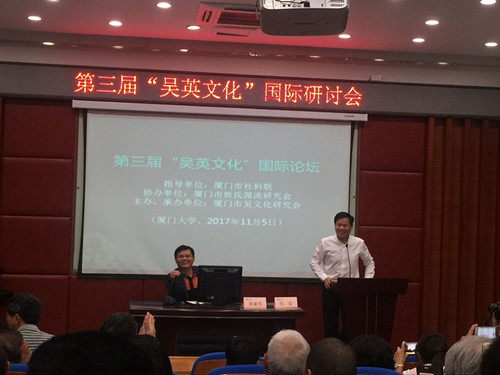 第三届“吴英文化”国际研讨会
第三届“吴英文化”国际论坛
指导单位：厦门市社科联
协办单位：厦门市姓氏源流研究会
主办、承办单位：厦门市吴文化研究会
（厦门大学，2017年11月5日）